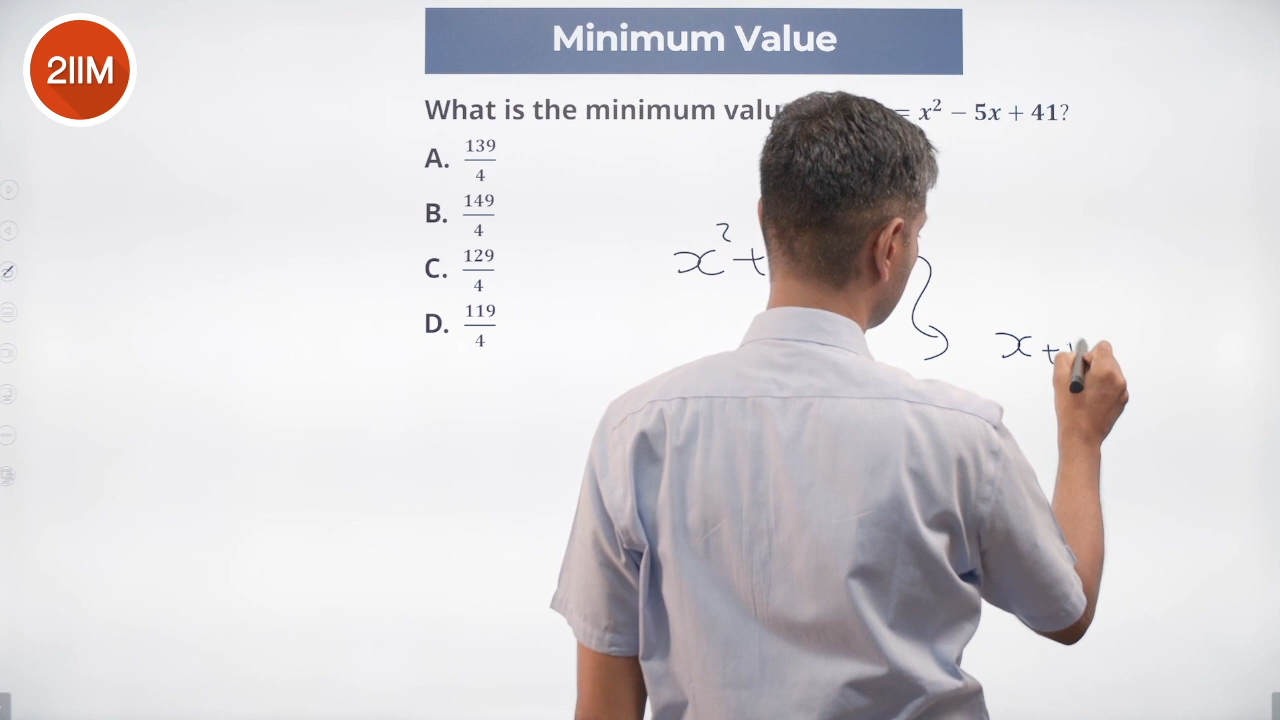 2IIM
Minimum Value
What is the minimum = x² − 5x + 41?
A. 139/4
B. 149/4
C. 129/4
D. 119/4
x² +
x +